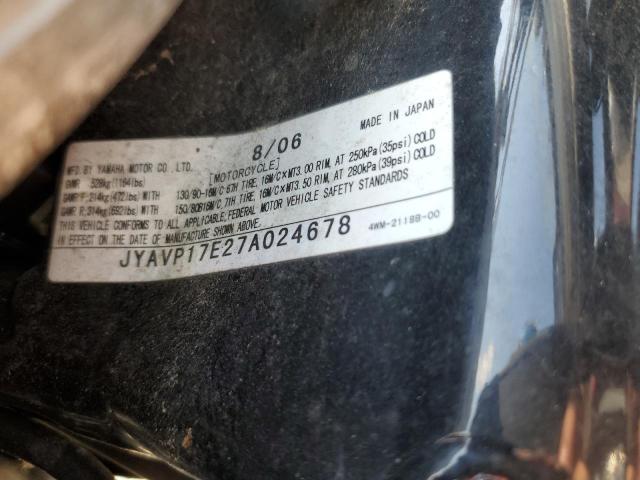 8/06 MADE IN JAPAN
MFD. BY YAMAHA MOTOR CO., LTD. [MOTORCYCLE]
GVWR 528kg(1164lbs)
GAWR F. 214kg(472lbs) WITH 130/90-16M/C 67H TIRE, 16M/C×MT3.00 RIM, AT 250kPa(35psi) COLD
GAWR R. 314kg(692lbs) WITH 150/80B16M/C, 71H TIRE, 16M/C×MT3.50 RIM, AT 280kPa(39psi) COLD
THIS VEHICLE CONFORMS TO ALL APPLICABLE FEDERAL MOTOR VEHICLE SAFETY STANDARDS
IN EFFECT ON DATE OF MANUFACTURE SHOWN ABOVE.
JYAVP17E27A024678 4WM-2118B-00